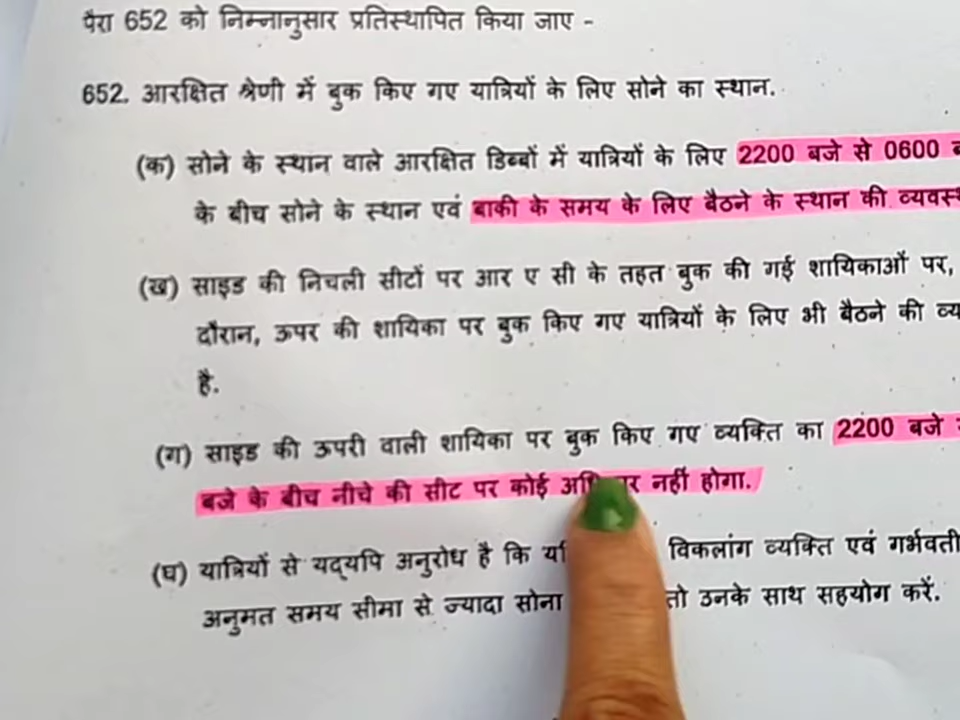 पैरा 652 को निम्नानुसार प्रतिस्थापित किया जाए -
652. आरक्षित श्रेणी में बुक किए गए यात्रियों के लिए सोने का स्थान.
(क) सोने के स्थान वाले आरक्षित डिब्बों में यात्रियों के लिए 2200 बजे से 0600
के बीच सोने के स्थान एवं बाकी के समय के लिए बैठने के स्थान की
(ख) साइड की निचली सीटों पर आर ए सी के तहत बुक की गई शायिकाओं पर,
दौरान, ऊपर की शायिका पर बुक किए गए यात्रियों के लिए भी बैठने की
है.
(ग) साइड की ऊपरी वाली शायिका पर बुक किए गए व्यक्ति का 2200 बजे
बजे के बीच नीचे की सीट पर कोई नहीं होगा.
(घ) यात्रियों से यद्यपि अनुरोध है कि विकलांग व्यक्ति एवं गर्भवती
अनुमत समय सीमा से ज्यादा सोना तो उनके साथ सहयोग करें.